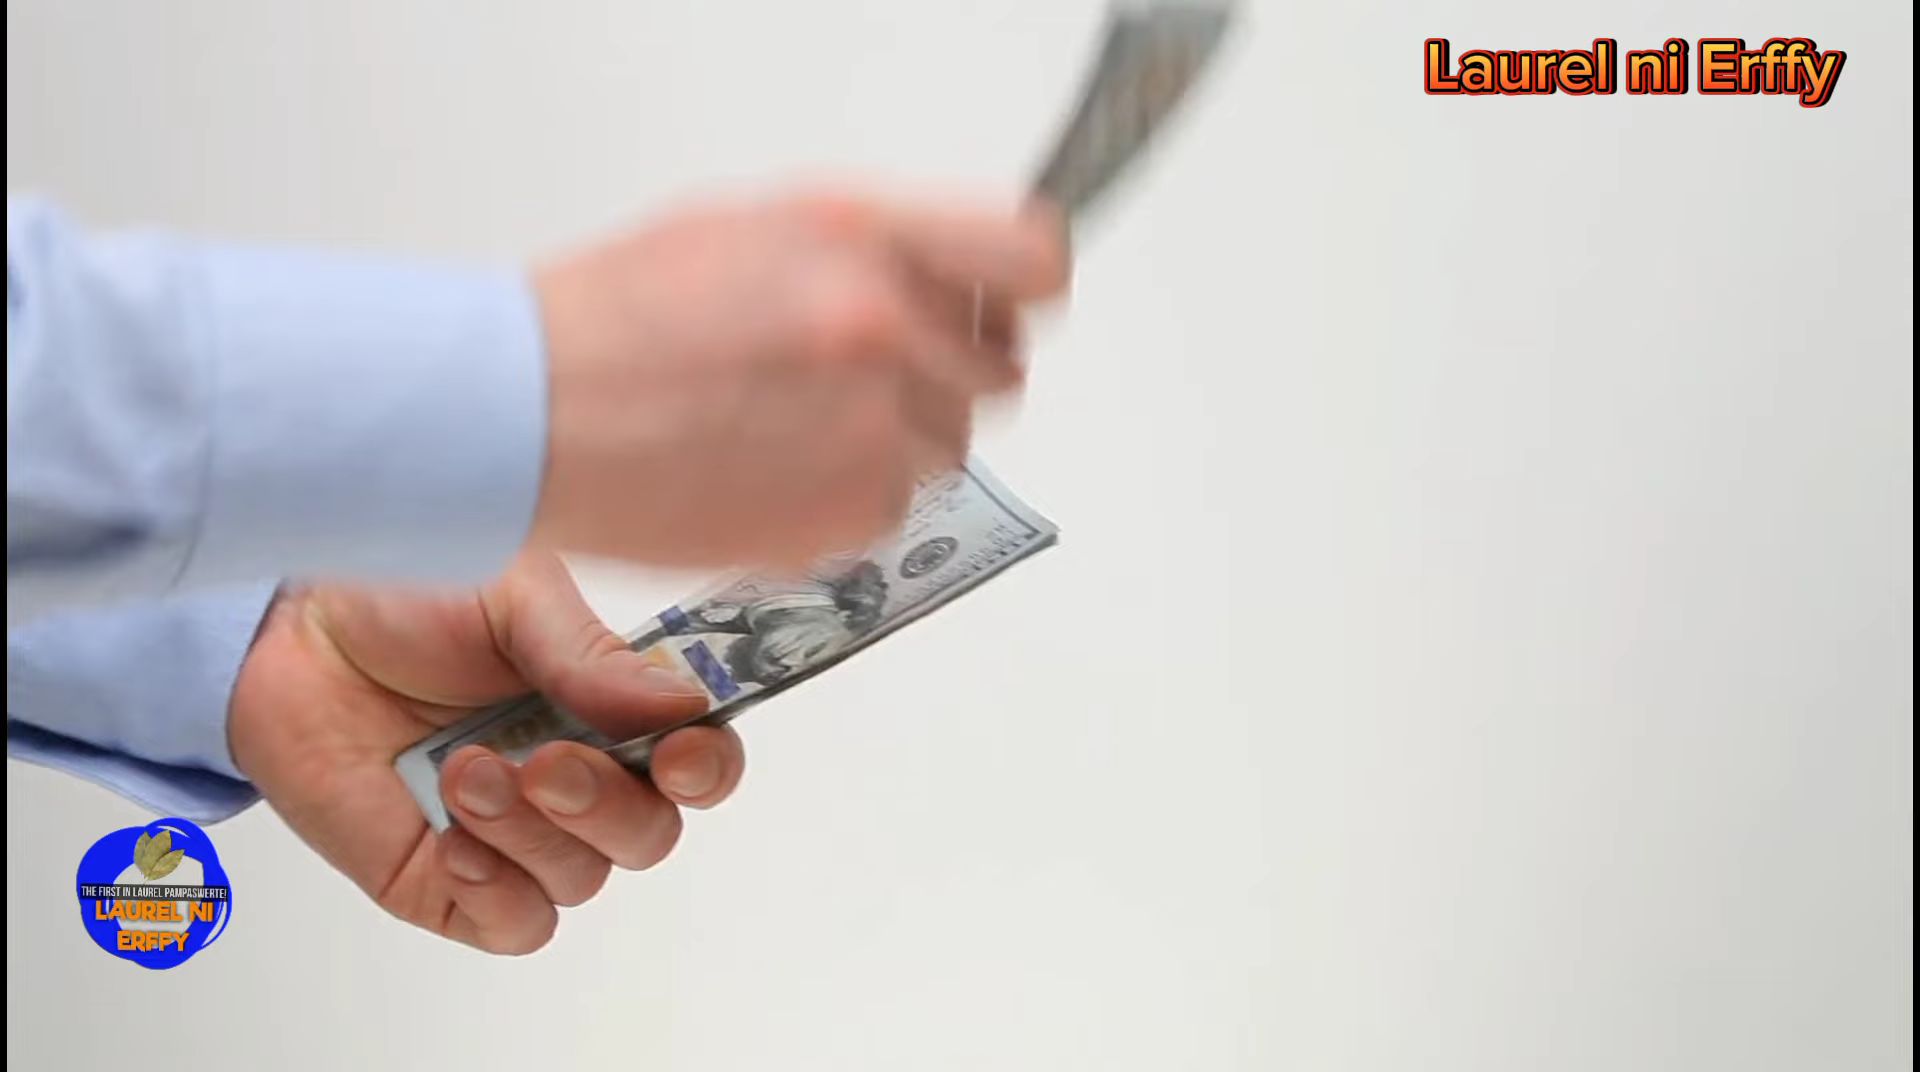 Laurel ni Erffy
THE FIRST IN LAUREL PAMPASWERTE!
LAUREL NI
ERFFY